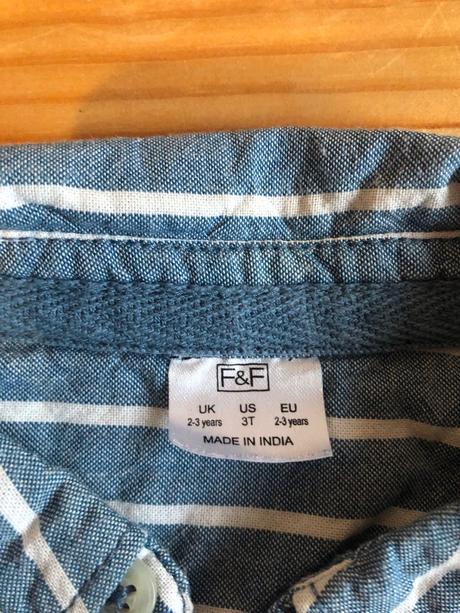 F&F
UK US EU
2-3 years 3T 2-3 years
MADE IN INDIA